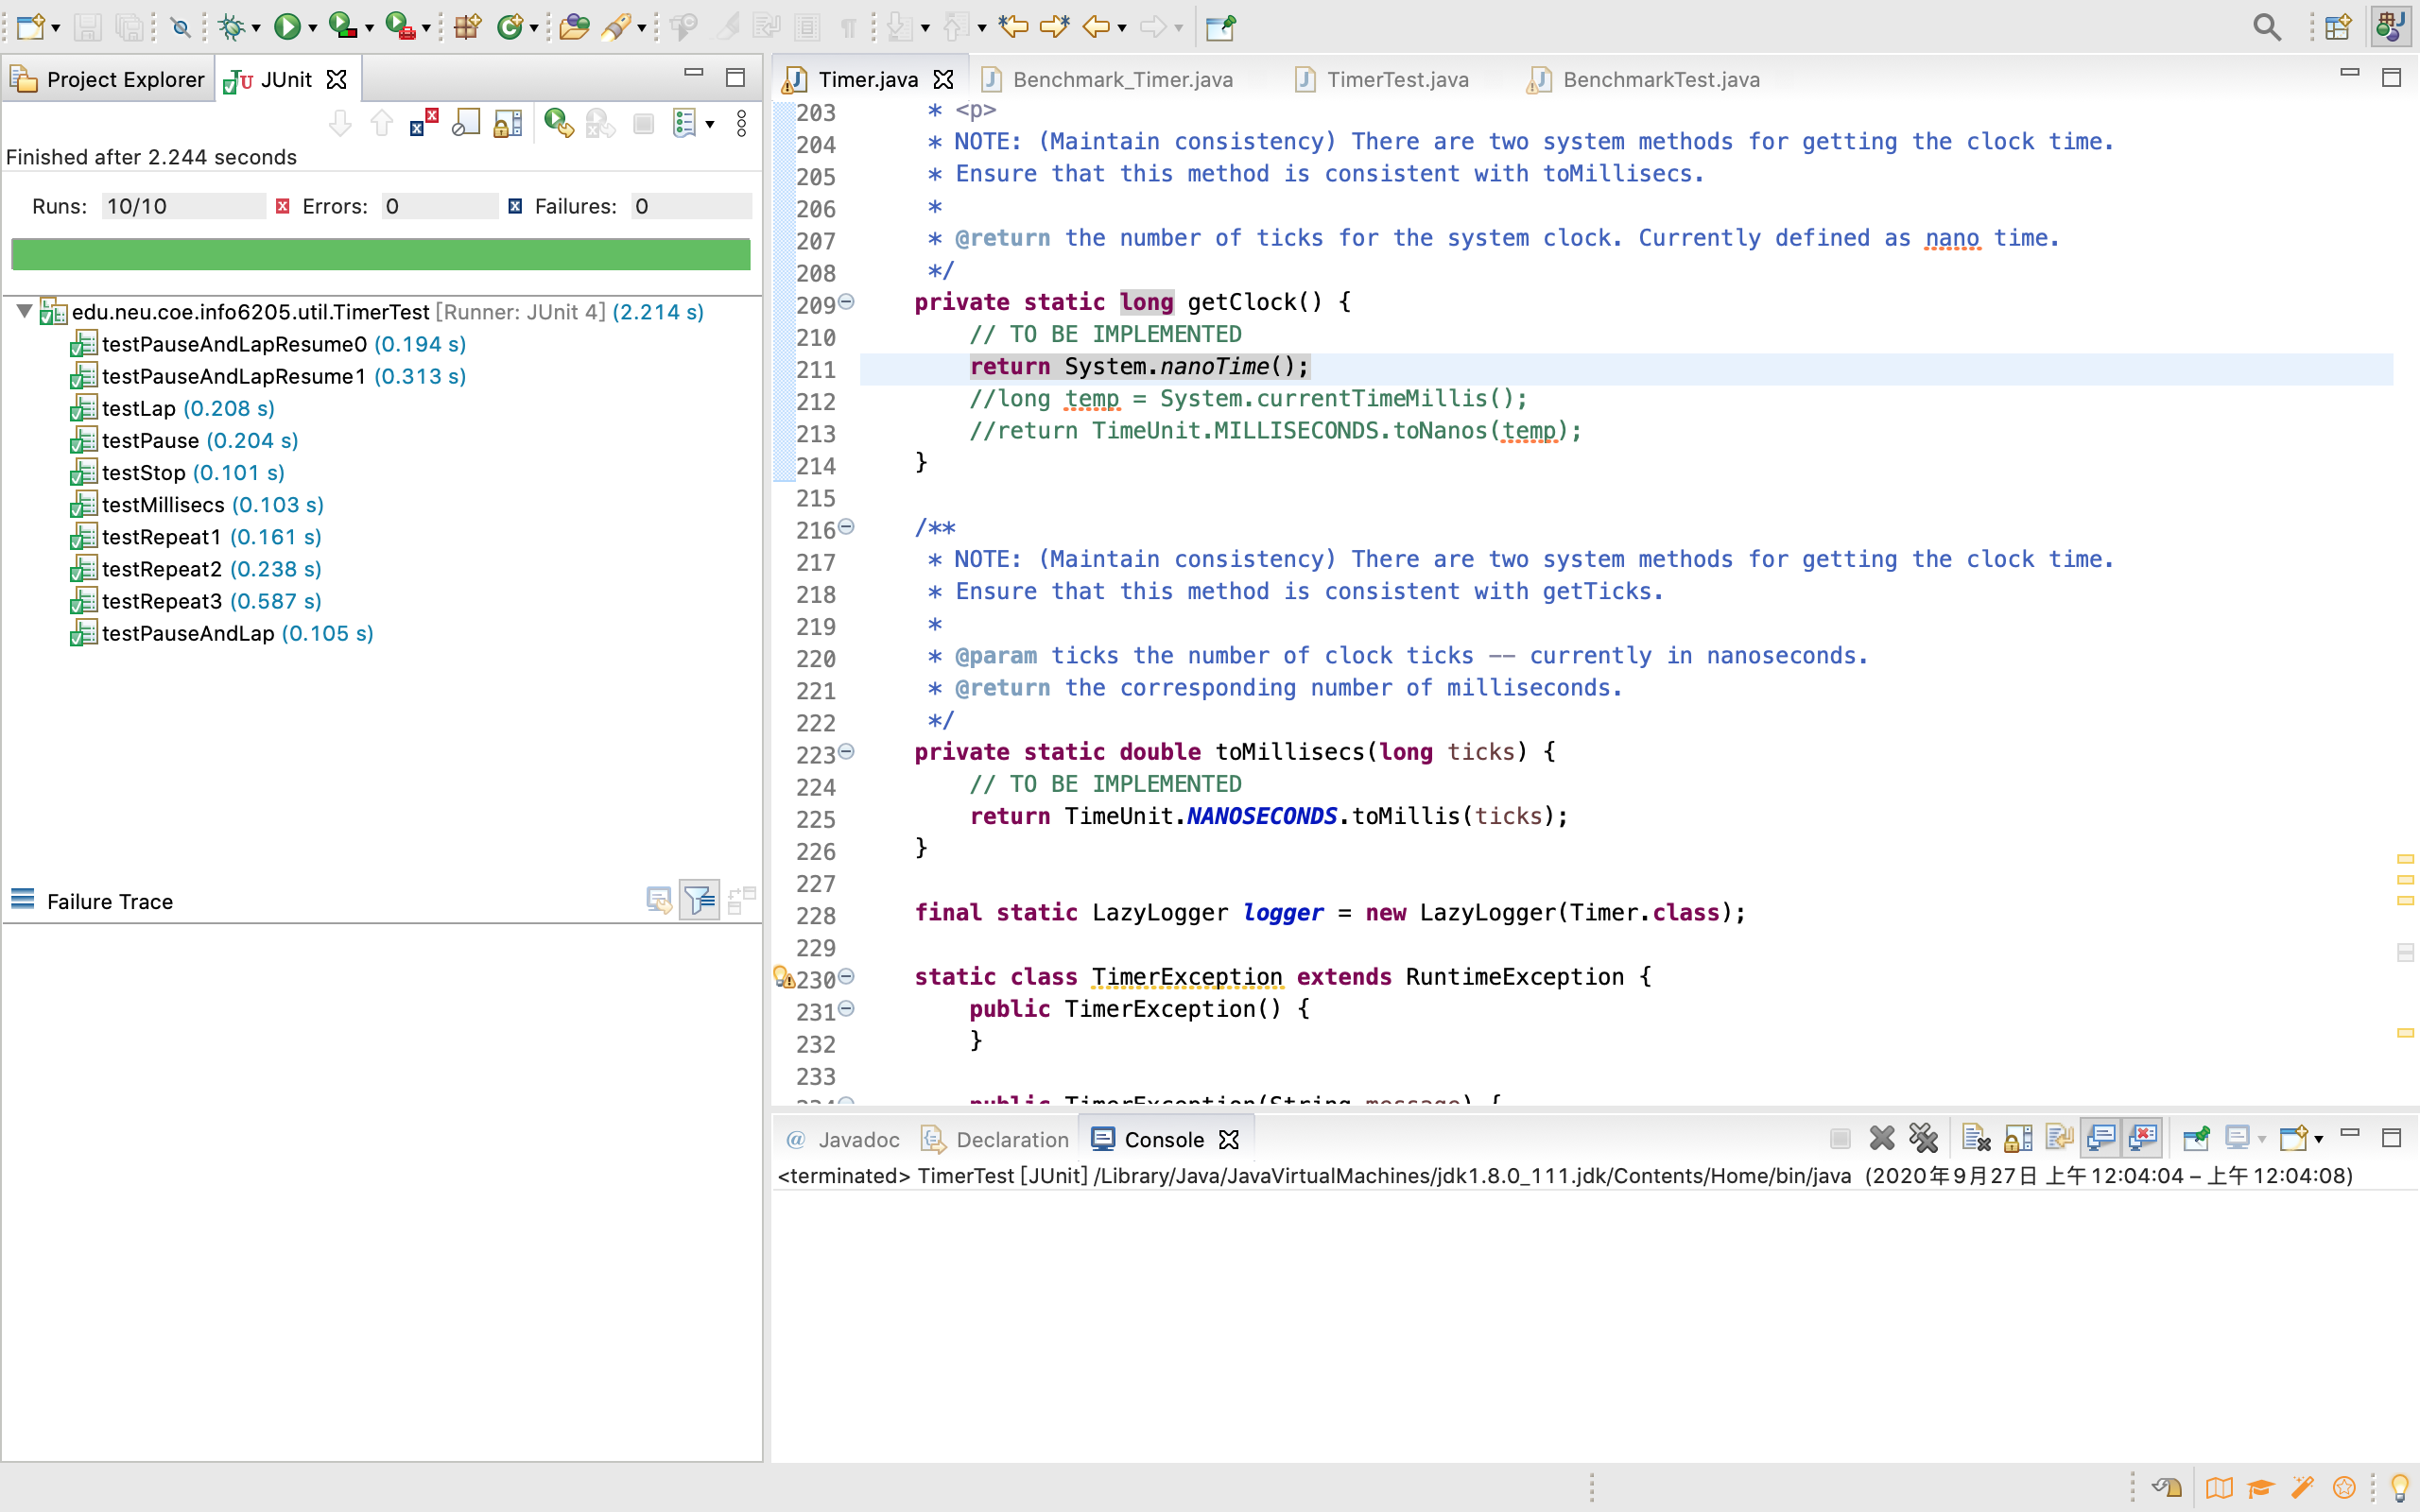 Project Explorer
JUnit
Finished after 2.244 seconds
Runs: 10/10 Errors: 0 Failures: 0
edu.neu.coe.info6205.util.TimerTest [Runner: JUnit 4] (2.214 s)
testPauseAndLapResume0 (0.194 s)
testPauseAndLapResume1 (0.313 s)
testLap (0.208 s)
testPause (0.204 s)
testStop (0.101 s)
testMillisecs (0.103 s)
testRepeat1 (0.161 s)
testRepeat2 (0.238 s)
testRepeat3 (0.587 s)
testPauseAndLap (0.105 s)
Failure Trace
Timer.java Benchmark_Timer.java TimerTest.java BenchmarkTest.java
203 * <p>
204 * NOTE: (Maintain consistency) There are two system methods for getting the clock time.
205 * Ensure that this method is consistent with toMillisecs.
206 *
207 * @return the number of ticks for the system clock. Currently defined as nano time.
208 */
209 private static long getClock() {
210 // TO BE IMPLEMENTED
211 return System.nanoTime();
212 //long temp = System.currentTimeMillis();
213 //return TimeUnit.MILLISECONDS.toNanos(temp);
214 }
215
216 /**
217 * NOTE: (Maintain consistency) There are two system methods for getting the clock time.
218 * Ensure that this method is consistent with getTicks.
219 *
220 * @param ticks the number of clock ticks -- currently in nanoseconds.
221 * @return the corresponding number of milliseconds.
222 */
223 private static double toMillisecs(long ticks) {
224 // TO BE IMPLEMENTED
225 return TimeUnit.NANOSECONDS.toMillis(ticks);
226 }
227
228 final static LazyLogger logger = new LazyLogger(Timer.class);
229
230 static class TimerException extends RuntimeException {
231 public TimerException() {
232 }
233
234 public TimerException(String message) {
@ Javadoc Declaration Console
<terminated> TimerTest [JUnit] /Library/Java/JavaVirtualMachines/jdk1.8.0_111.jdk/Contents/Home/bin/java (2020年9月27日 上午12:04:04 – 上午12:04:08)